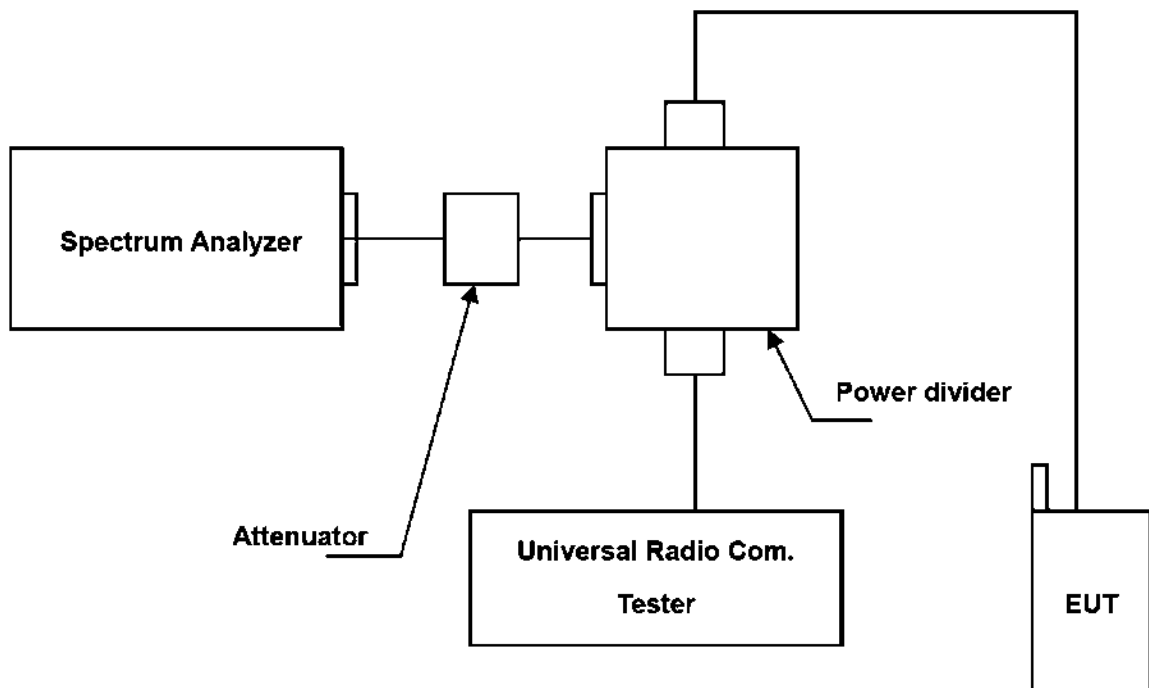 Spectrum Analyzer
Power divider
Attenuator
Universal Radio Com.
Tester
EUT